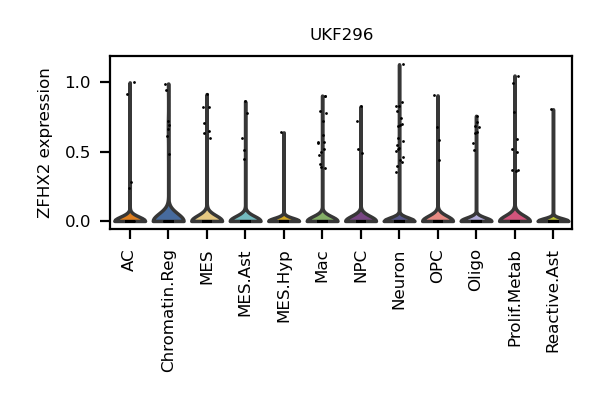 UKF296
ZFHX2 expression
1.0
0.5
0.0
AC
Chromatin.Reg
MES
MES.Ast
MES.Hyp
Mac
NPC
Neuron
OPC
Oligo
Prolif.Metab
Reactive.Ast